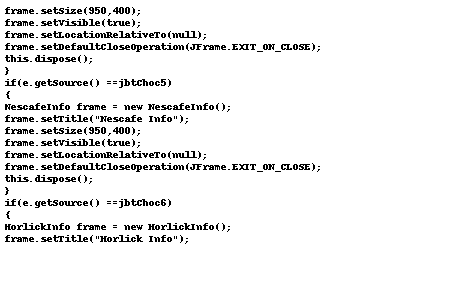 frame.setSize(950,400);
frame.setVisible(true);
frame.setLocationRelativeTo(null);
frame.setDefaultCloseOperation(JFrame.EXIT_ON_CLOSE);
this.dispose();
}
if(e.getSource() ==jbtChoc5)
{
NescafeInfo frame = new NescafeInfo();
frame.setTitle("Nescafe Info");
frame.setSize(950,400);
frame.setVisible(true);
frame.setLocationRelativeTo(null);
frame.setDefaultCloseOperation(JFrame.EXIT_ON_CLOSE);
this.dispose();
}
if(e.getSource() ==jbtChoc6)
{
HorlickInfo frame = new HorlickInfo();
frame.setTitle("Horlick Info");